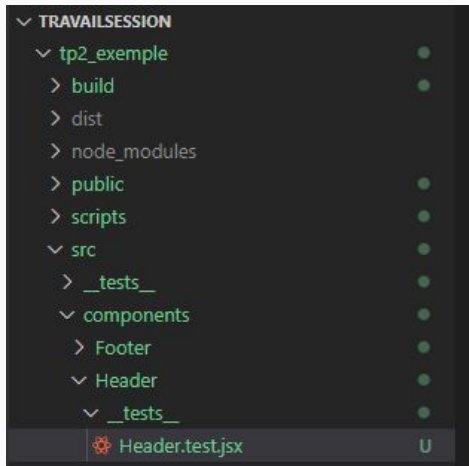 TRAVAILSESSION
tp2_exemple
build
dist
node_modules
public
scripts
src
__tests__
components
Footer
Header
__tests__
Header.test.jsx U